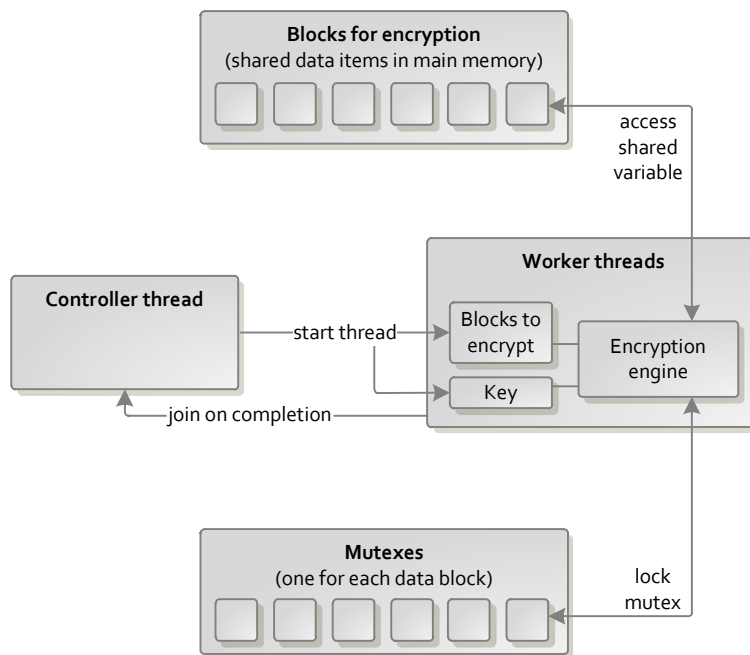 Blocks for encryption
(shared data items in main memory)
access
shared
variable
Worker threads
Controller thread
start thread
Blocks to
encrypt
Encryption
engine
Key
join on completion
Mutexes
(one for each data block)
lock
mutex